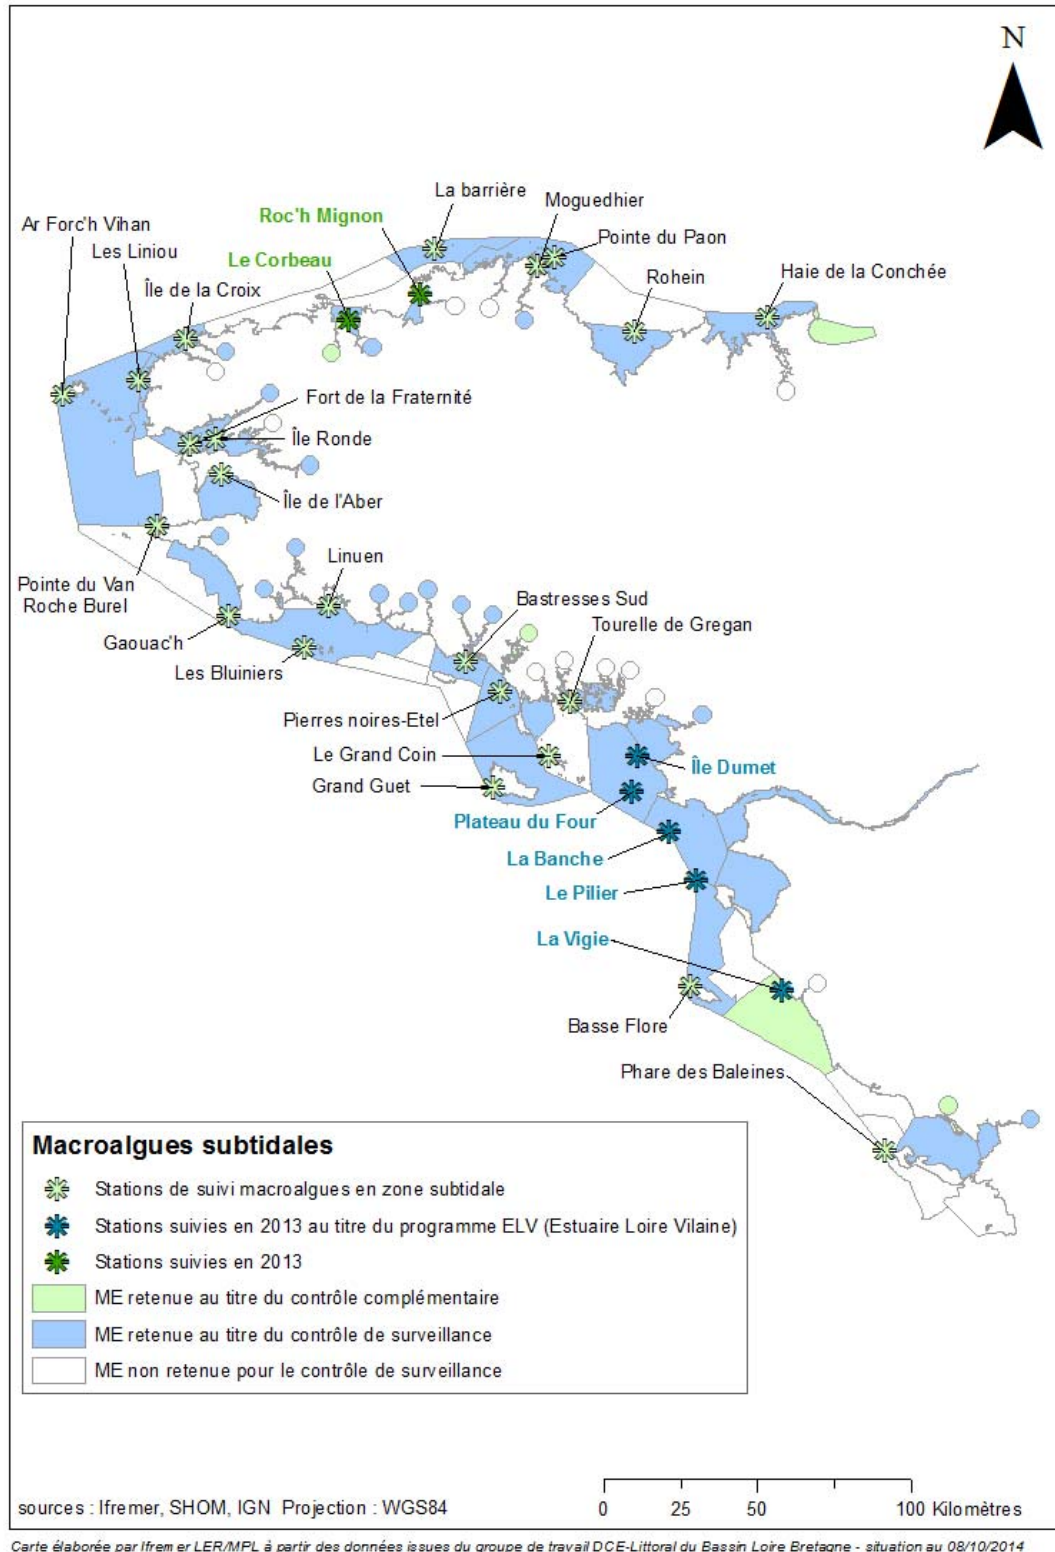 N
La barrière
Moguedhier
Roc'h Mignon
Ar Forc'h Vihan
Pointe du Paon
Les Liniou
Le Corbeau
Rohein
Haie de la Conchée
Île de la Croix
Fort de la Fraternité
Île Ronde
Île de l'Aber
Linuen
Pointe du Van
Roche Burel
Bastresses Sud
Tourelle de Gregan
Gaouac'h
Les Bluiniers
Pierres noires-Etel
Le Grand Coin
Île Dumet
Grand Guet
Plateau du Four
La Banche
Le Pilier
La Vigie
Basse Flore
Phare des Baleines
Macroalgues subtidales
Stations de suivi macroalgues en zone subtidale
Stations suivies en 2013 au titre du programme ELV (Estuaire Loire Vilaine)
Stations suivies en 2013
ME retenue au titre du contrôle complémentaire
ME retenue au titre du contrôle de surveillance
ME non retenue pour le contrôle de surveillance
sources : Ifremer, SHOM, IGN Projection : WGS84
0 25 50 100 Kilomètres
Carte élaborée par Ifremer LER/MPL à partir des données issues du groupe de travail DCE-Littoral du Bassin Loire Bretagne - situation au 08/10/2014